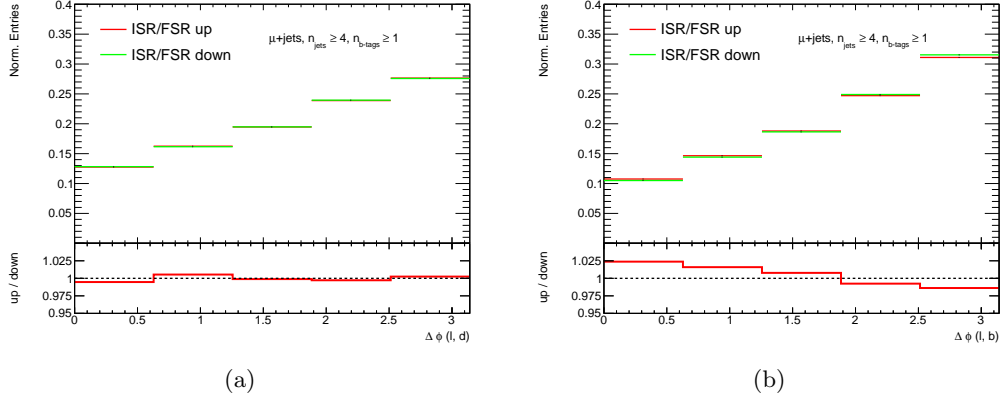 Norm. Entries
0.4
0.35
0.3
0.25
0.2
0.15
0.1
0.05
ISR/FSR up
ISR/FSR down
μ+jets, n_jets ≥ 4, n_b-tags ≥ 1
up / down
1.025
1
0.975
0.95
0 0.5 1 1.5 2 2.5 3
Δ ϕ (l, d)
(a)
Norm. Entries
0.4
0.35
0.3
0.25
0.2
0.15
0.1
0.05
ISR/FSR up
ISR/FSR down
μ+jets, n_jets ≥ 4, n_b-tags ≥ 1
up / down
1.025
1
0.975
0.95
0 0.5 1 1.5 2 2.5 3
Δ ϕ (l, b)
(b)